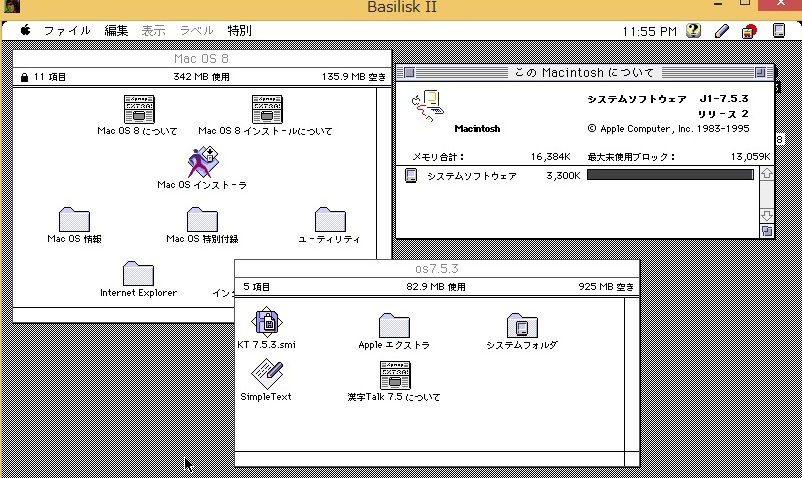 Basilisk II
ファイル 編集 表示 ラベル 特別 11:55 PM
Mac OS 8
11 項目 342 MB 使用 135.9 MB 空き
Mac OS 8 について Mac OS 8 インストールについて
Mac OS インストーラ
Mac OS 情報 Mac OS 特別付録 ユーティリティ
Internet Explorer インス
この Macintosh について
システムソフトウェア J1-7.5.3
リリース 2
Macintosh © Apple Computer, Inc. 1983-1995
メモリ合計: 16,384K 最大未使用ブロック: 13,059K
システムソフトウェア 3,300K
8
os7.5.3
5 項目 82.9 MB 使用 925 MB 空き
KT 7.5.3.smi Apple エクストラ システムフォルダ
SimpleText 漢字Talk 7.5 について